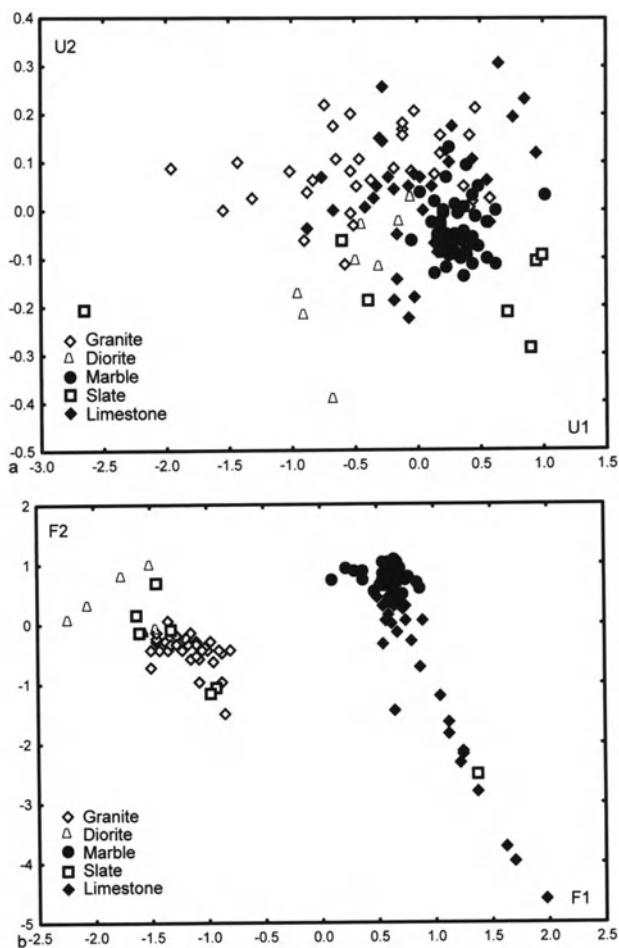 0.4
U2
0.3
0.2
0.1
0.0
-0.1
-0.2
Granite
Diorite
-0.3
Marble
Slate
-0.4
Limestone
U1
-0.5
a
-3.0 -2.5 -2.0 -1.5 -1.0 -0.5 0.0 0.5 1.0 1.5
2
F2
1
0
-1
-2
-3
Granite
Diorite
-4
Marble
Slate
Limestone
F1
b -5
-2.5 -2.0 -1.5 -1.0 -0.5 0.0 0.5 1.0 1.5 2.0 2.5